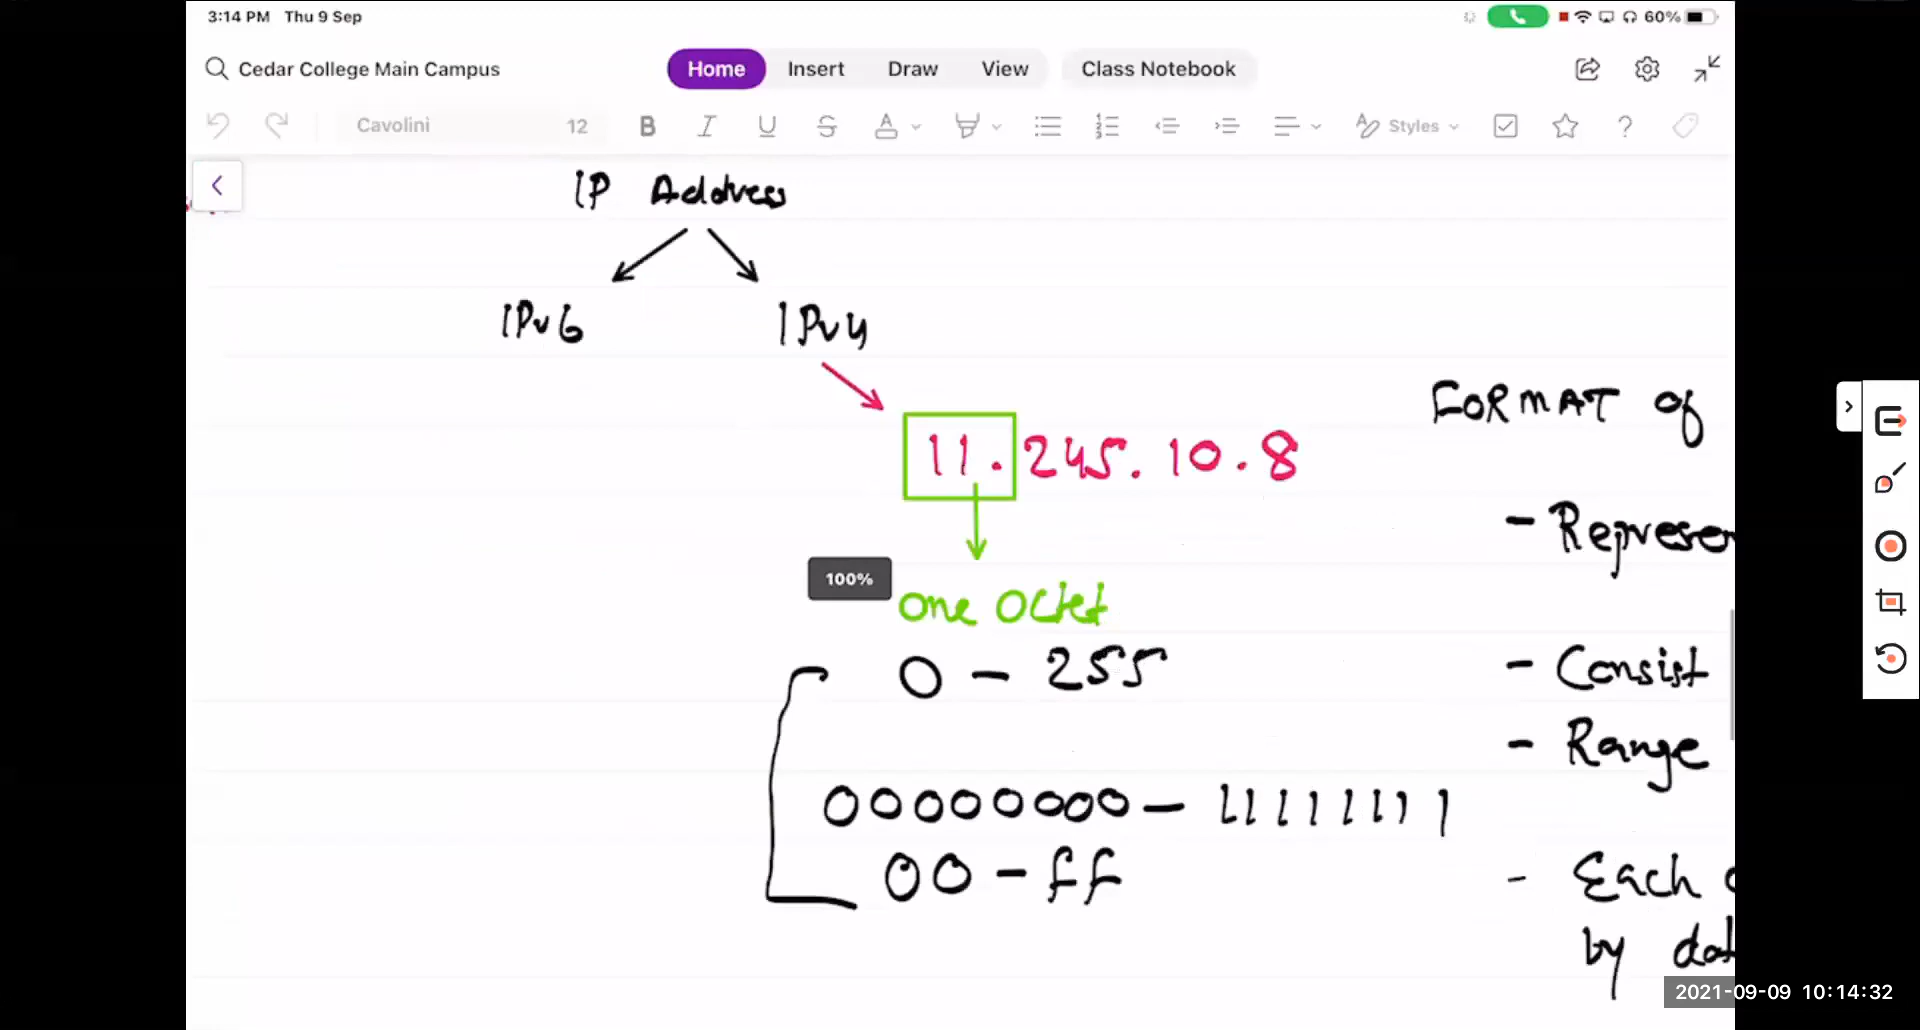 3:14 PM Thu 9 Sep
60%
Cedar College Main Campus
Home Insert Draw View Class Notebook
Cavolini 12 B I U S A Styles ?
IP Address
IPv6 IPv4
11.245.10.8
FORMAT of
- Represen
100%
one Octet
0 - 255
- Consist
- Range
00000000 - 11111111
00 - ff
- Each
by dot
2021-09-09 10:14:32